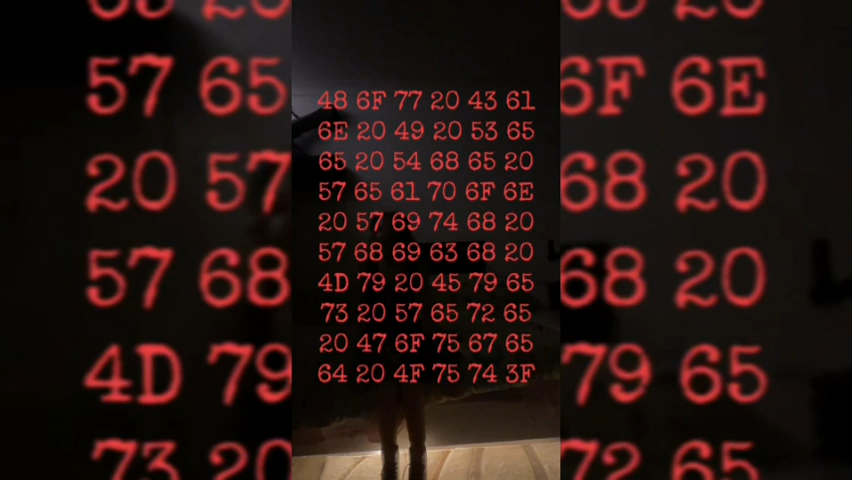 48 6F 77 20 43 61
6E 20 49 20 53 65
65 20 54 68 65 20
57 65 61 70 6F 6E
20 57 69 74 68 20
57 68 69 63 68 20
4D 79 20 45 79 65
73 20 57 65 72 65
20 47 6F 75 67 65
64 20 4F 75 74 3F